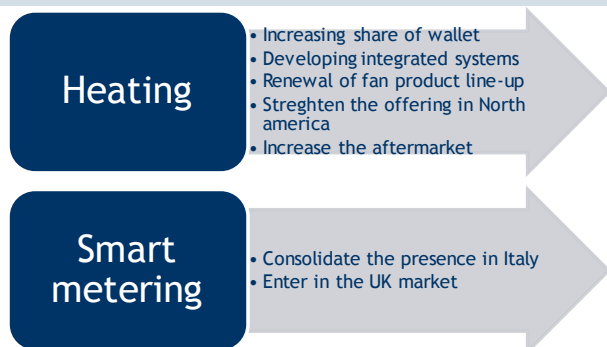 Heating
• Increasing share of wallet
• Developing integrated systems
• Renewal of fan product line-up
• Streghten the offering in North
america
• Increase the aftermarket
Smart
metering
• Consolidate the presence in Italy
• Enter in the UK market